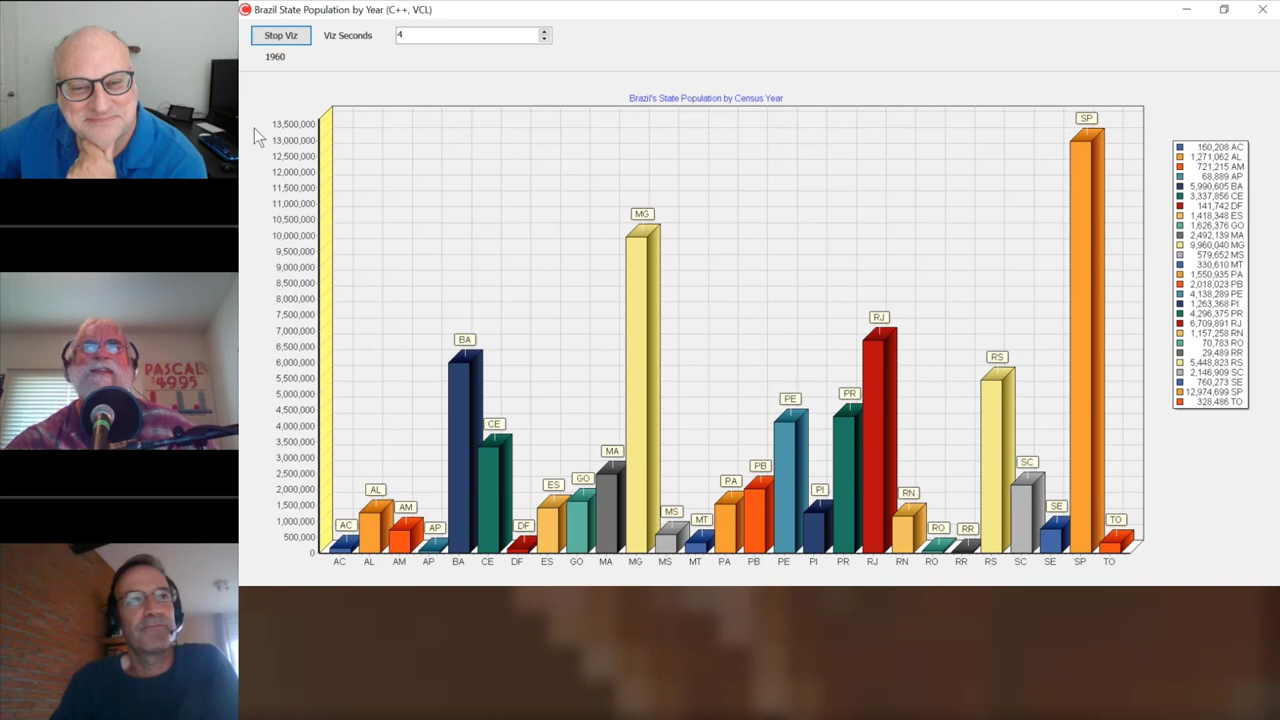 Brazil State Population by Year (C++, VCL)
Stop Viz
Viz Seconds
4
1960
Brazil's State Population by Census Year
13,500,000
13,000,000
12,500,000
12,000,000
11,500,000
11,000,000
10,500,000
10,000,000
9,500,000
9,000,000
8,500,000
8,000,000
7,500,000
7,000,000
6,500,000
6,000,000
5,500,000
5,000,000
4,500,000
4,000,000
3,500,000
3,000,000
2,500,000
2,000,000
1,500,000
1,000,000
500,000
0
AC
AL
AM
AP
BA
CE
DF
ES
GO
MA
MG
MS
MT
PA
PB
PE
PI
PR
RJ
RN
RO
RR
RS
SC
SE
SP
TO
AC AL AM AP BA CE DF ES GO MA MG MS MT PA PB PE PI PR RJ RN RO RR RS SC SE SP TO
160,208 AC
1,271,062 AL
721,215 AM
68,889 AP
5,990,605 BA
3,337,856 CE
141,742 DF
1,418,348 ES
1,626,376 GO
2,492,139 MA
9,960,040 MG
579,652 MS
330,610 MT
1,550,935 PA
2,018,023 PB
4,138,289 PE
1,263,368 PI
4,296,375 PR
6,709,891 RJ
1,157,258 RN
70,783 RO
29,489 RR
5,448,823 RS
2,146,909 SC
760,273 SE
12,974,699 SP
328,486 TO
PASCAL
$4995